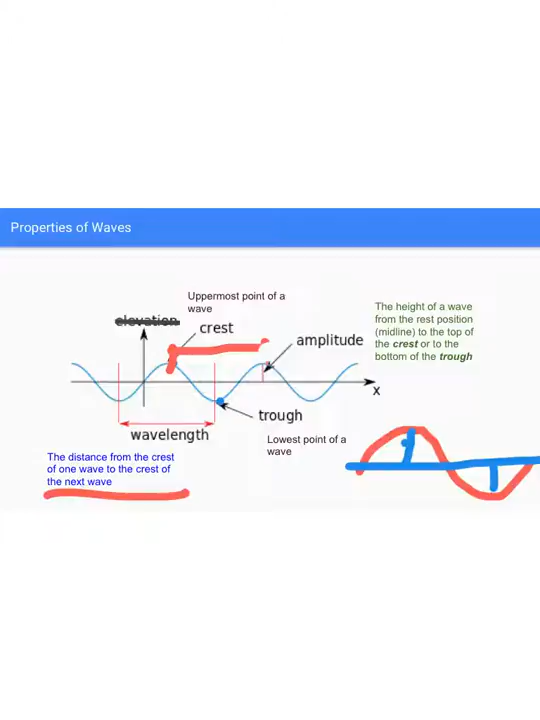 Properties of Waves
Uppermost point of a
wave
elevation
crest
amplitude
The height of a wave
from the rest position
(midline) to the top of
the crest or to the
bottom of the trough
x
trough
wavelength
Lowest point of a
wave
The distance from the crest
of one wave to the crest of
the next wave